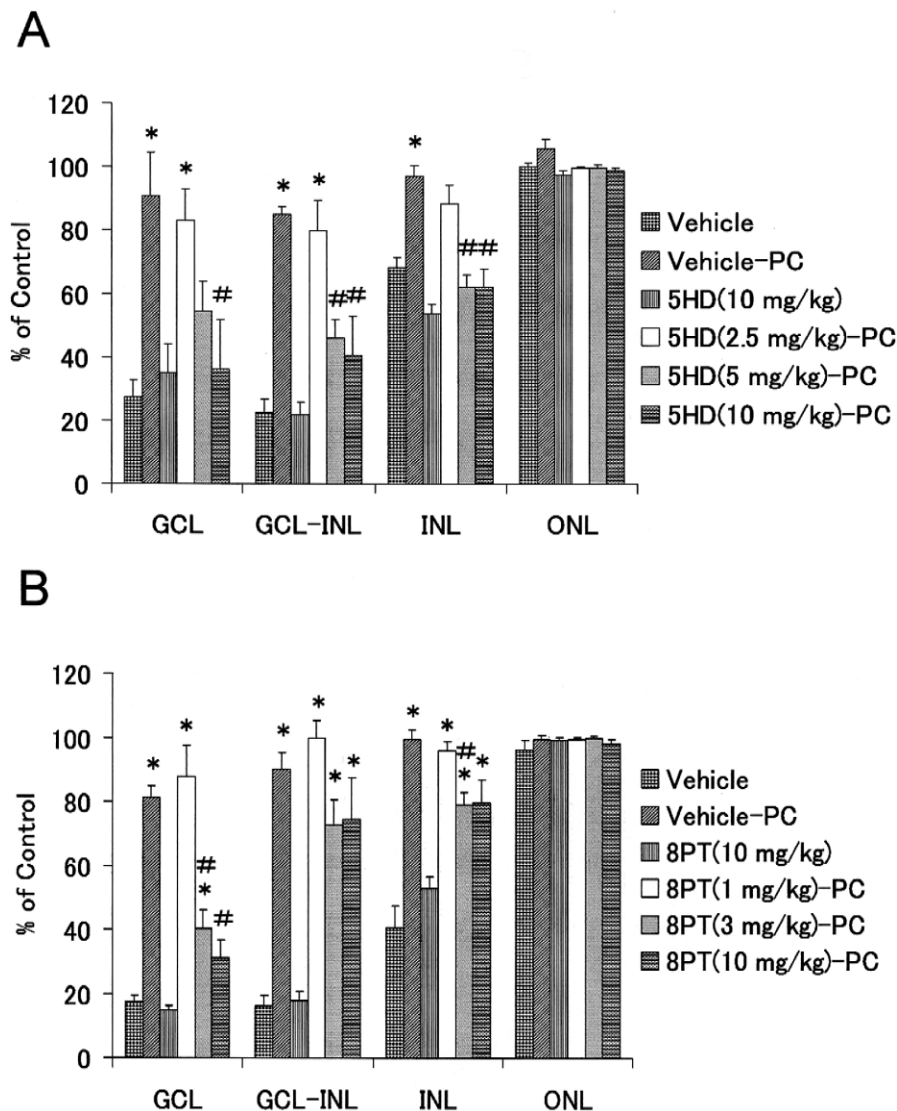 A
120
100
80
60
40
20
0
% of Control
* * * * * # # # ##
GCL GCL-INL INL ONL
Vehicle
Vehicle-PC
5HD(10 mg/kg)
5HD(2.5 mg/kg)-PC
5HD(5 mg/kg)-PC
5HD(10 mg/kg)-PC
B
120
100
80
60
40
20
0
% of Control
* * # * # * * * * * * # * *
GCL GCL-INL INL ONL
Vehicle
Vehicle-PC
8PT(10 mg/kg)
8PT(1 mg/kg)-PC
8PT(3 mg/kg)-PC
8PT(10 mg/kg)-PC